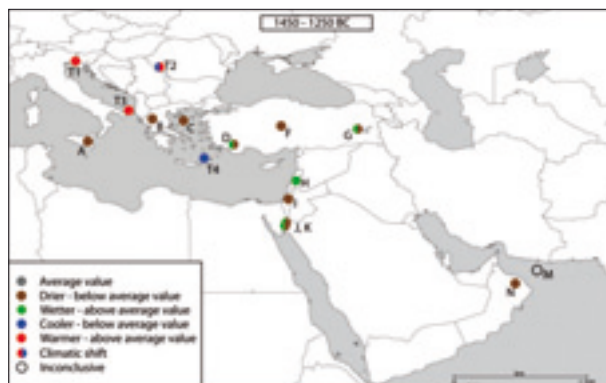 1450 - 1250 BC
T1
T2
T3
B
C
A
D
F
G
T4
H
I
J, K
M
N
Average value
Drier - below average value
Wetter - above average value
Cooler - below average value
Warmer - above average value
Climatic shift
Inconclusive